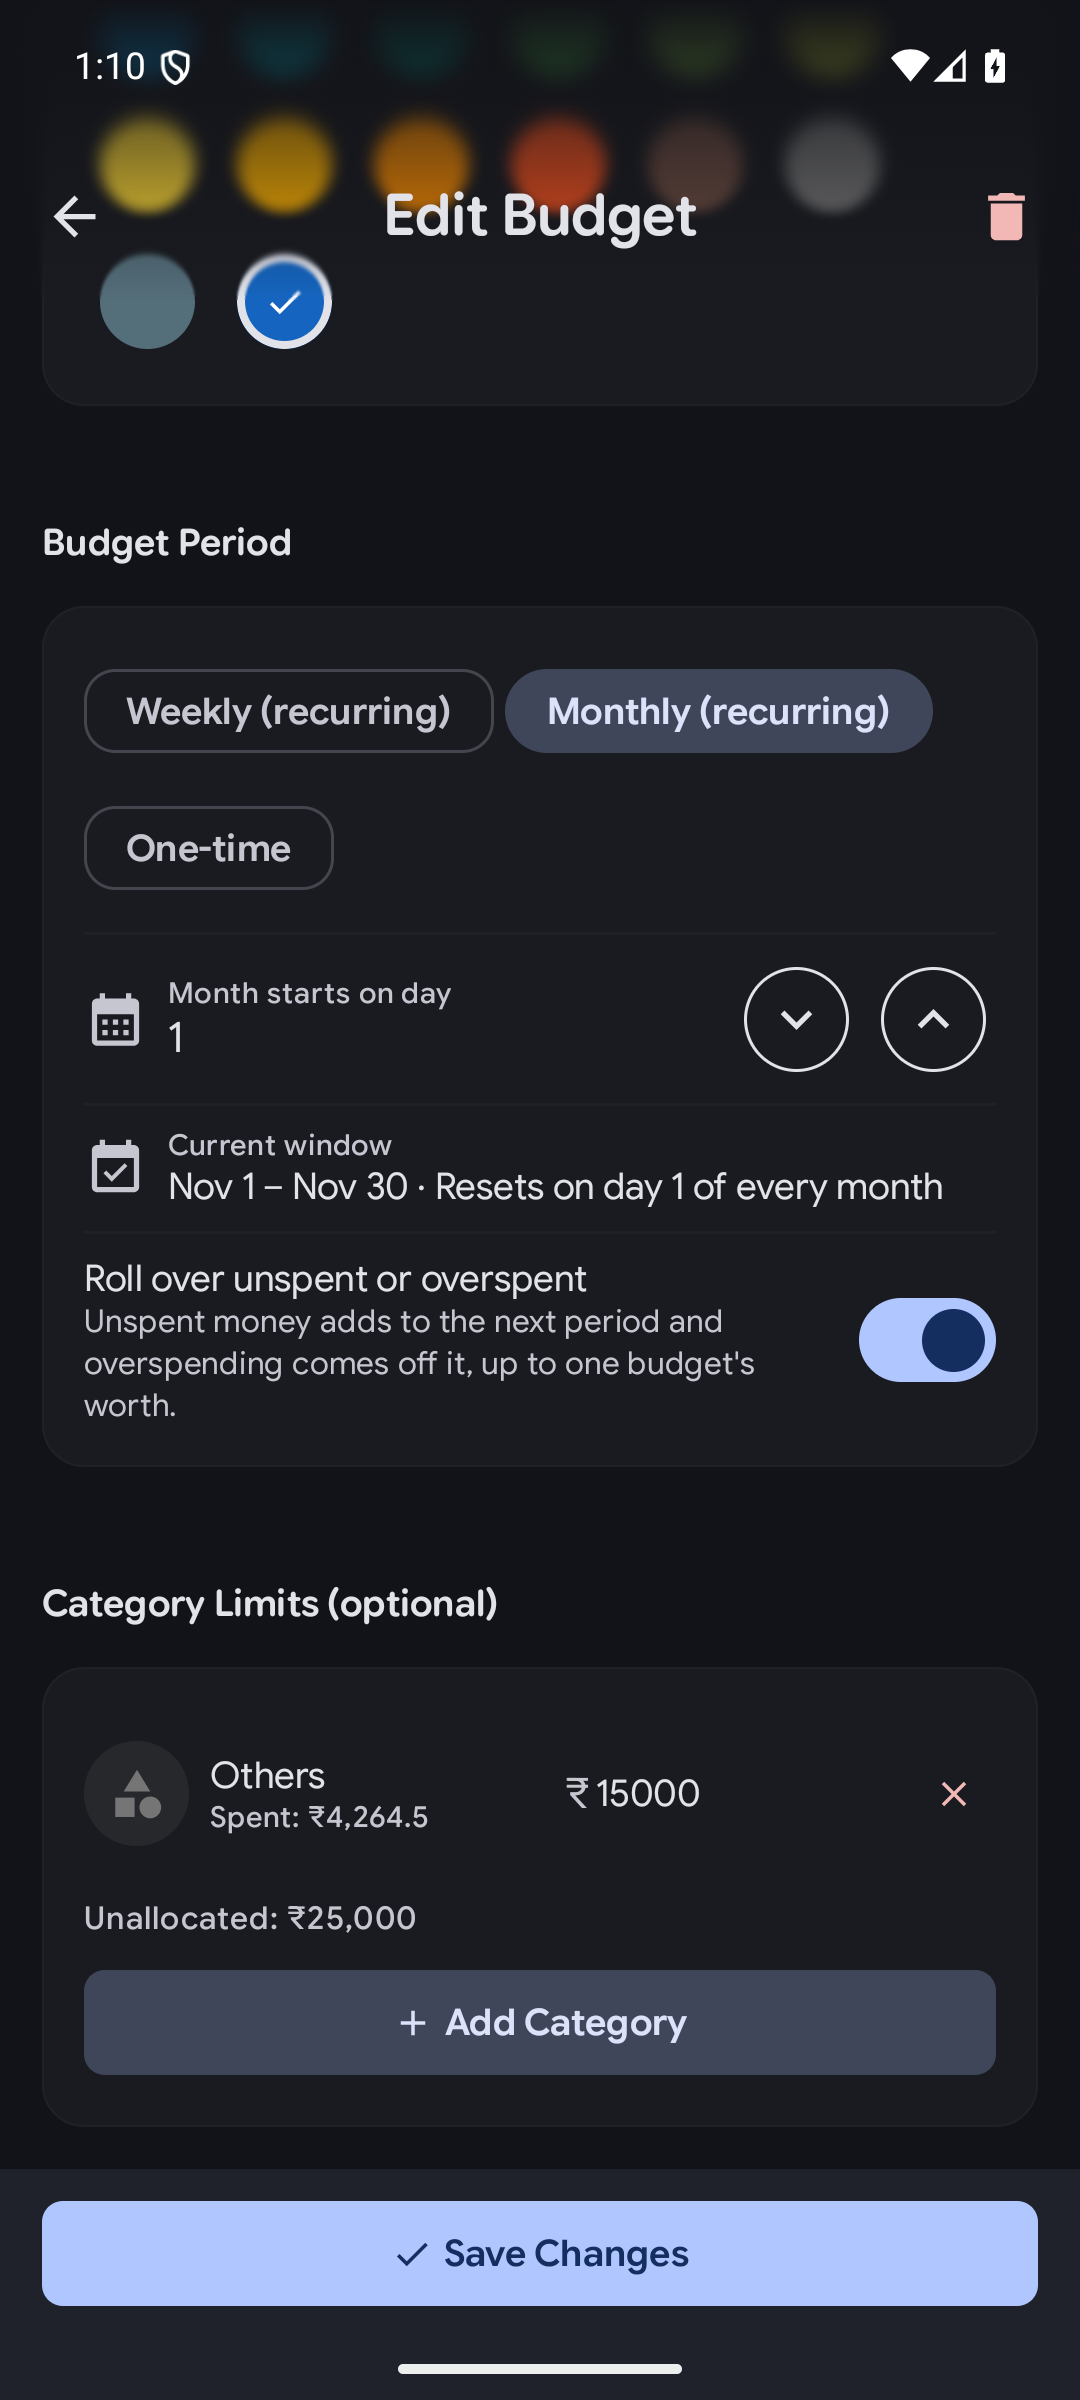 1:10
Edit Budget
Budget Period
Weekly (recurring)
Monthly (recurring)
One-time
Month starts on day
1
Current window
Nov 1 – Nov 30 · Resets on day 1 of every month
Roll over unspent or overspent
Unspent money adds to the next period and
overspending comes off it, up to one budget's
worth.
Category Limits (optional)
Others
Spent: ₹4,264.5
₹ 15000
Unallocated: ₹25,000
+ Add Category
Save Changes